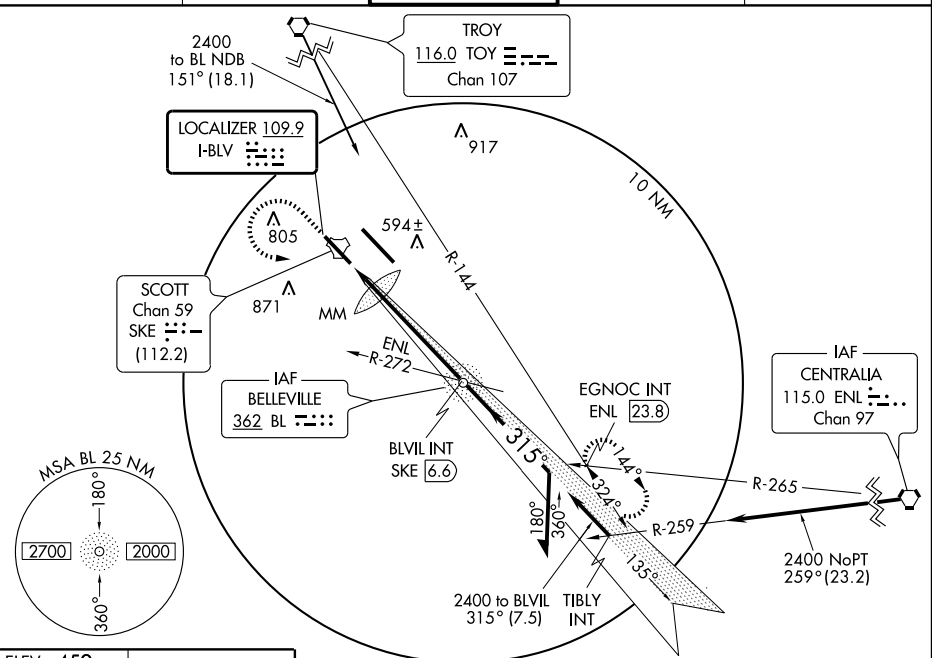 TROY
116.0 TOY
Chan 107
2400
to BL NDB
151° (18.1)
LOCALIZER 109.9
I-BLV
917
10 NM
805
594±
R-144
SCOTT
Chan 59
SKE
(112.2)
871
MM
ENL
R-272
IAF
BELLEVILLE
362 BL
EGNOC INT
ENL 23.8
IAF
CENTRALIA
115.0 ENL
Chan 97
BLVIL INT
SKE 6.6
315°
144°
324°
R-265
R-259
MSA BL 25 NM
180°
2700
2000
360°
180°
360°
135°
2400 NoPT
259° (23.2)
2400 to BLVIL
315° (7.5)
TIBLY
INT